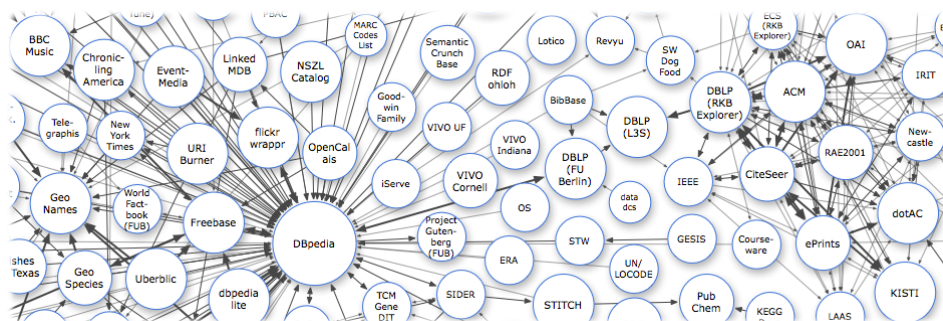 Tune)
PBAC
MARC
Codes
List
BBC
Music
Chronic-
ling
America
Event-
Media
Linked
MDB
NSZL
Catalog
Semantic
Crunch
Base
Lotico
Revyu
SW
Dog
Food
ECS
(RKB
Explorer)
OAI
IRIT
RDF
ohloh
Good-
win
Family
BibBase
DBLP
(RKB
Explorer)
ACM
Tele-
graphis
New
York
Times
URI
Burner
flickr
wrappr
OpenCal
ais
VIVO UF
VIVO
Indiana
DBLP
(L3S)
RAE2001
New-
castle
iServe
VIVO
Cornell
DBLP
(FU
Berlin)
IEEE
CiteSeer
Geo
Names
World
Fact-
book
(FUB)
Freebase
data
dcs
OS
dotAC
DBpedia
Project
Guten-
berg
(FUB)
STW
GESIS
Course-
ware
ePrints
ishes
Texas
Geo
Species
Uberblic
dbpedia
lite
ERA
UN/
LOCODE
TCM
Gene
DIT
SIDER
STITCH
Pub
Chem
KEGG
KISTI
LAAS